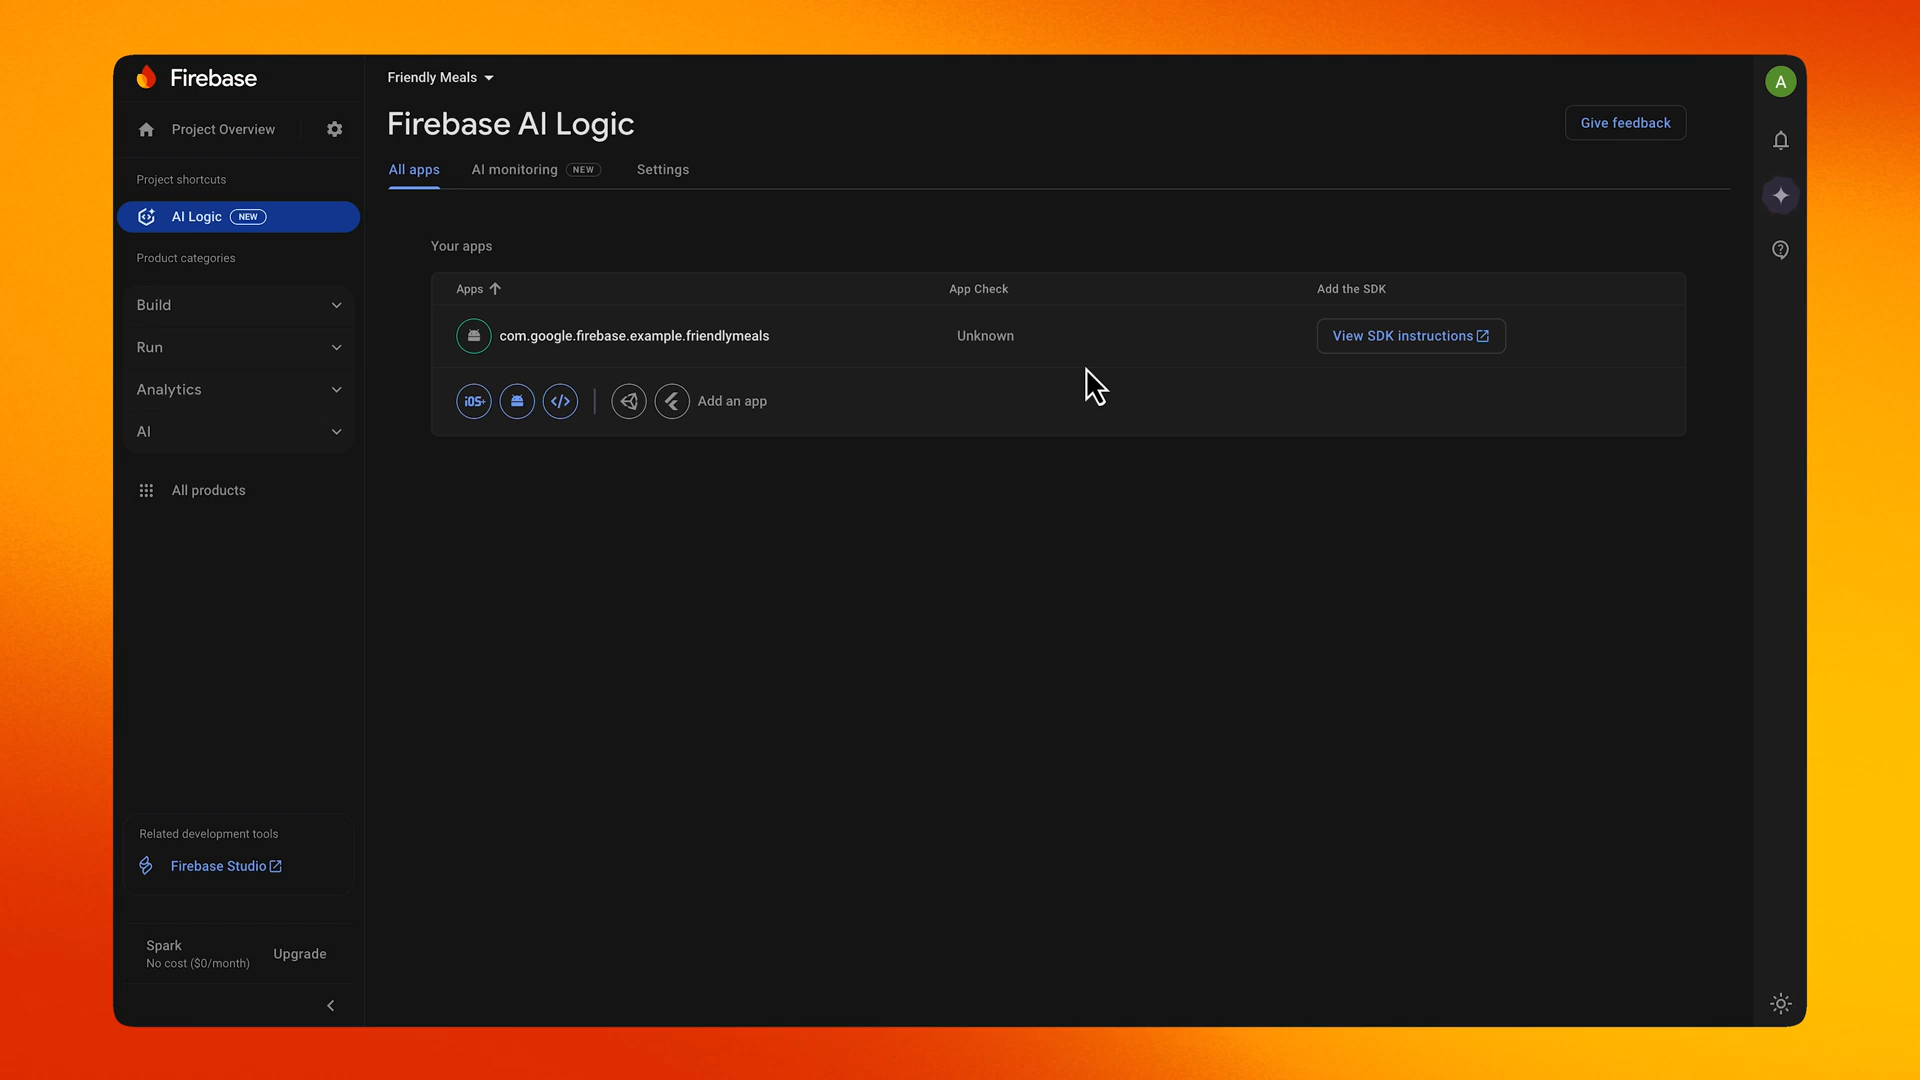 Firebase
Friendly Meals
A
Project Overview
Firebase AI Logic
Give feedback
All apps
AI monitoring NEW
Settings
Project shortcuts
AI Logic NEW
Product categories
Build
Run
Analytics
AI
All products
Your apps
Apps
App Check
Add the SDK
com.google.firebase.example.friendlymeals
Unknown
View SDK instructions
iOS+
Add an app
Related development tools
Firebase Studio
Spark
No cost ($0/month)
Upgrade